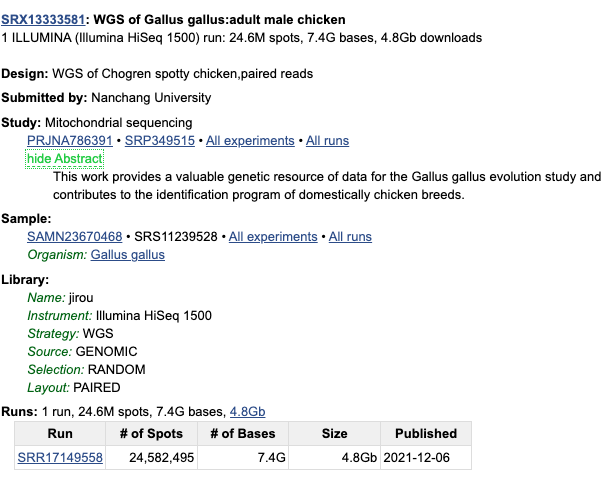 SRX13333581: WGS of Gallus gallus:adult male chicken
1 ILLUMINA (Illumina HiSeq 1500) run: 24.6M spots, 7.4G bases, 4.8Gb downloads
Design: WGS of Chogren spotty chicken,paired reads
Submitted by: Nanchang University
Study: Mitochondrial sequencing
PRJNA786391 • SRP349515 • All experiments • All runs
hide Abstract
This work provides a valuable genetic resource of data for the Gallus gallus evolution study and
contributes to the identification program of domestically chicken breeds.
Sample:
SAMN23670468 • SRS11239528 • All experiments • All runs
Organism: Gallus gallus
Library:
Name: jirou
Instrument: Illumina HiSeq 1500
Strategy: WGS
Source: GENOMIC
Selection: RANDOM
Layout: PAIRED
Runs: 1 run, 24.6M spots, 7.4G bases, 4.8Gb
Run # of Spots # of Bases Size Published
SRR17149558 24,582,495 7.4G 4.8Gb 2021-12-06